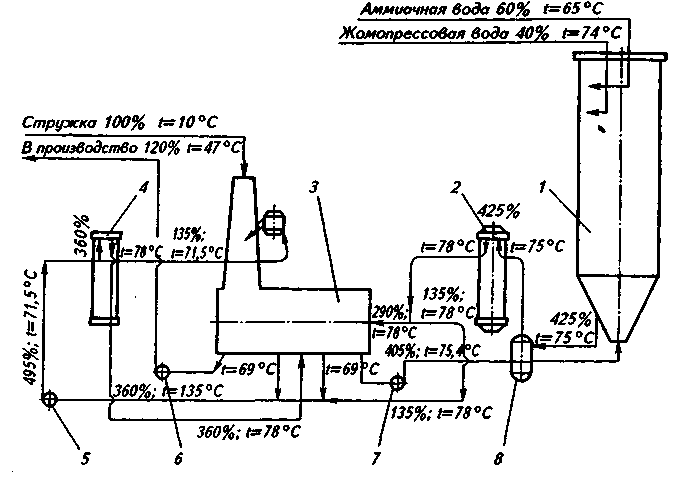 Аммиачная вода 60% t=65°С
Жомопрессовая вода 40% t=74°С
Стружка 100% t=10°С
В производство 120% t=47°С
4
3
2
1
360%
t=78°С
135%;
t=71,5°С
425%
t=78°С
t=75°С
495%; t=71,5°С
290%;
t=78°С
135%;
t=78°С
425%
t=75°С
405%; t=75,4°С
t=69°С
t=69°С
360%; t=135°С
135%; t=78°С
360%; t=78°С
5
6
7
8